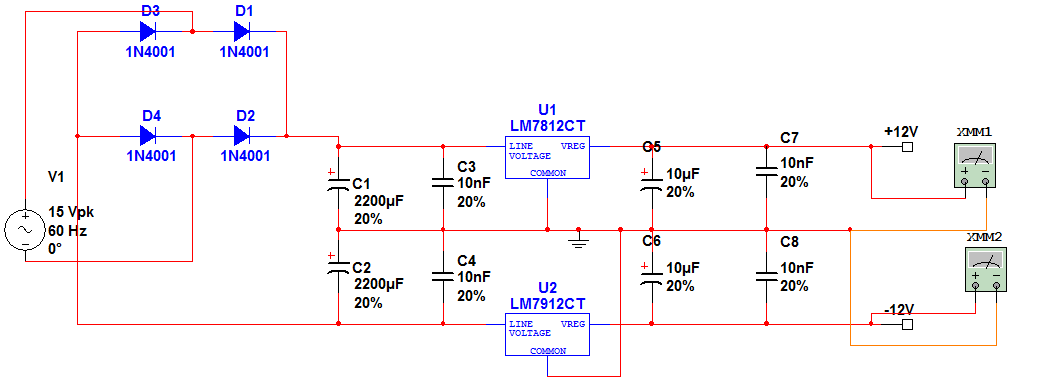 D3
D1
1N4001
1N4001
D4
D2
1N4001
1N4001
V1
15 Vpk
60 Hz
0°
C1
2200µF
20%
C2
2200µF
20%
C3
10nF
20%
C4
10nF
20%
U1
LM7812CT
LINE VREG
VOLTAGE
COMMON
U2
LM7912CT
LINE VREG
VOLTAGE
COMMON
C5
10µF
20%
C6
10µF
20%
C7
10nF
20%
C8
10nF
20%
+12V
XMM1
XMM2
-12V